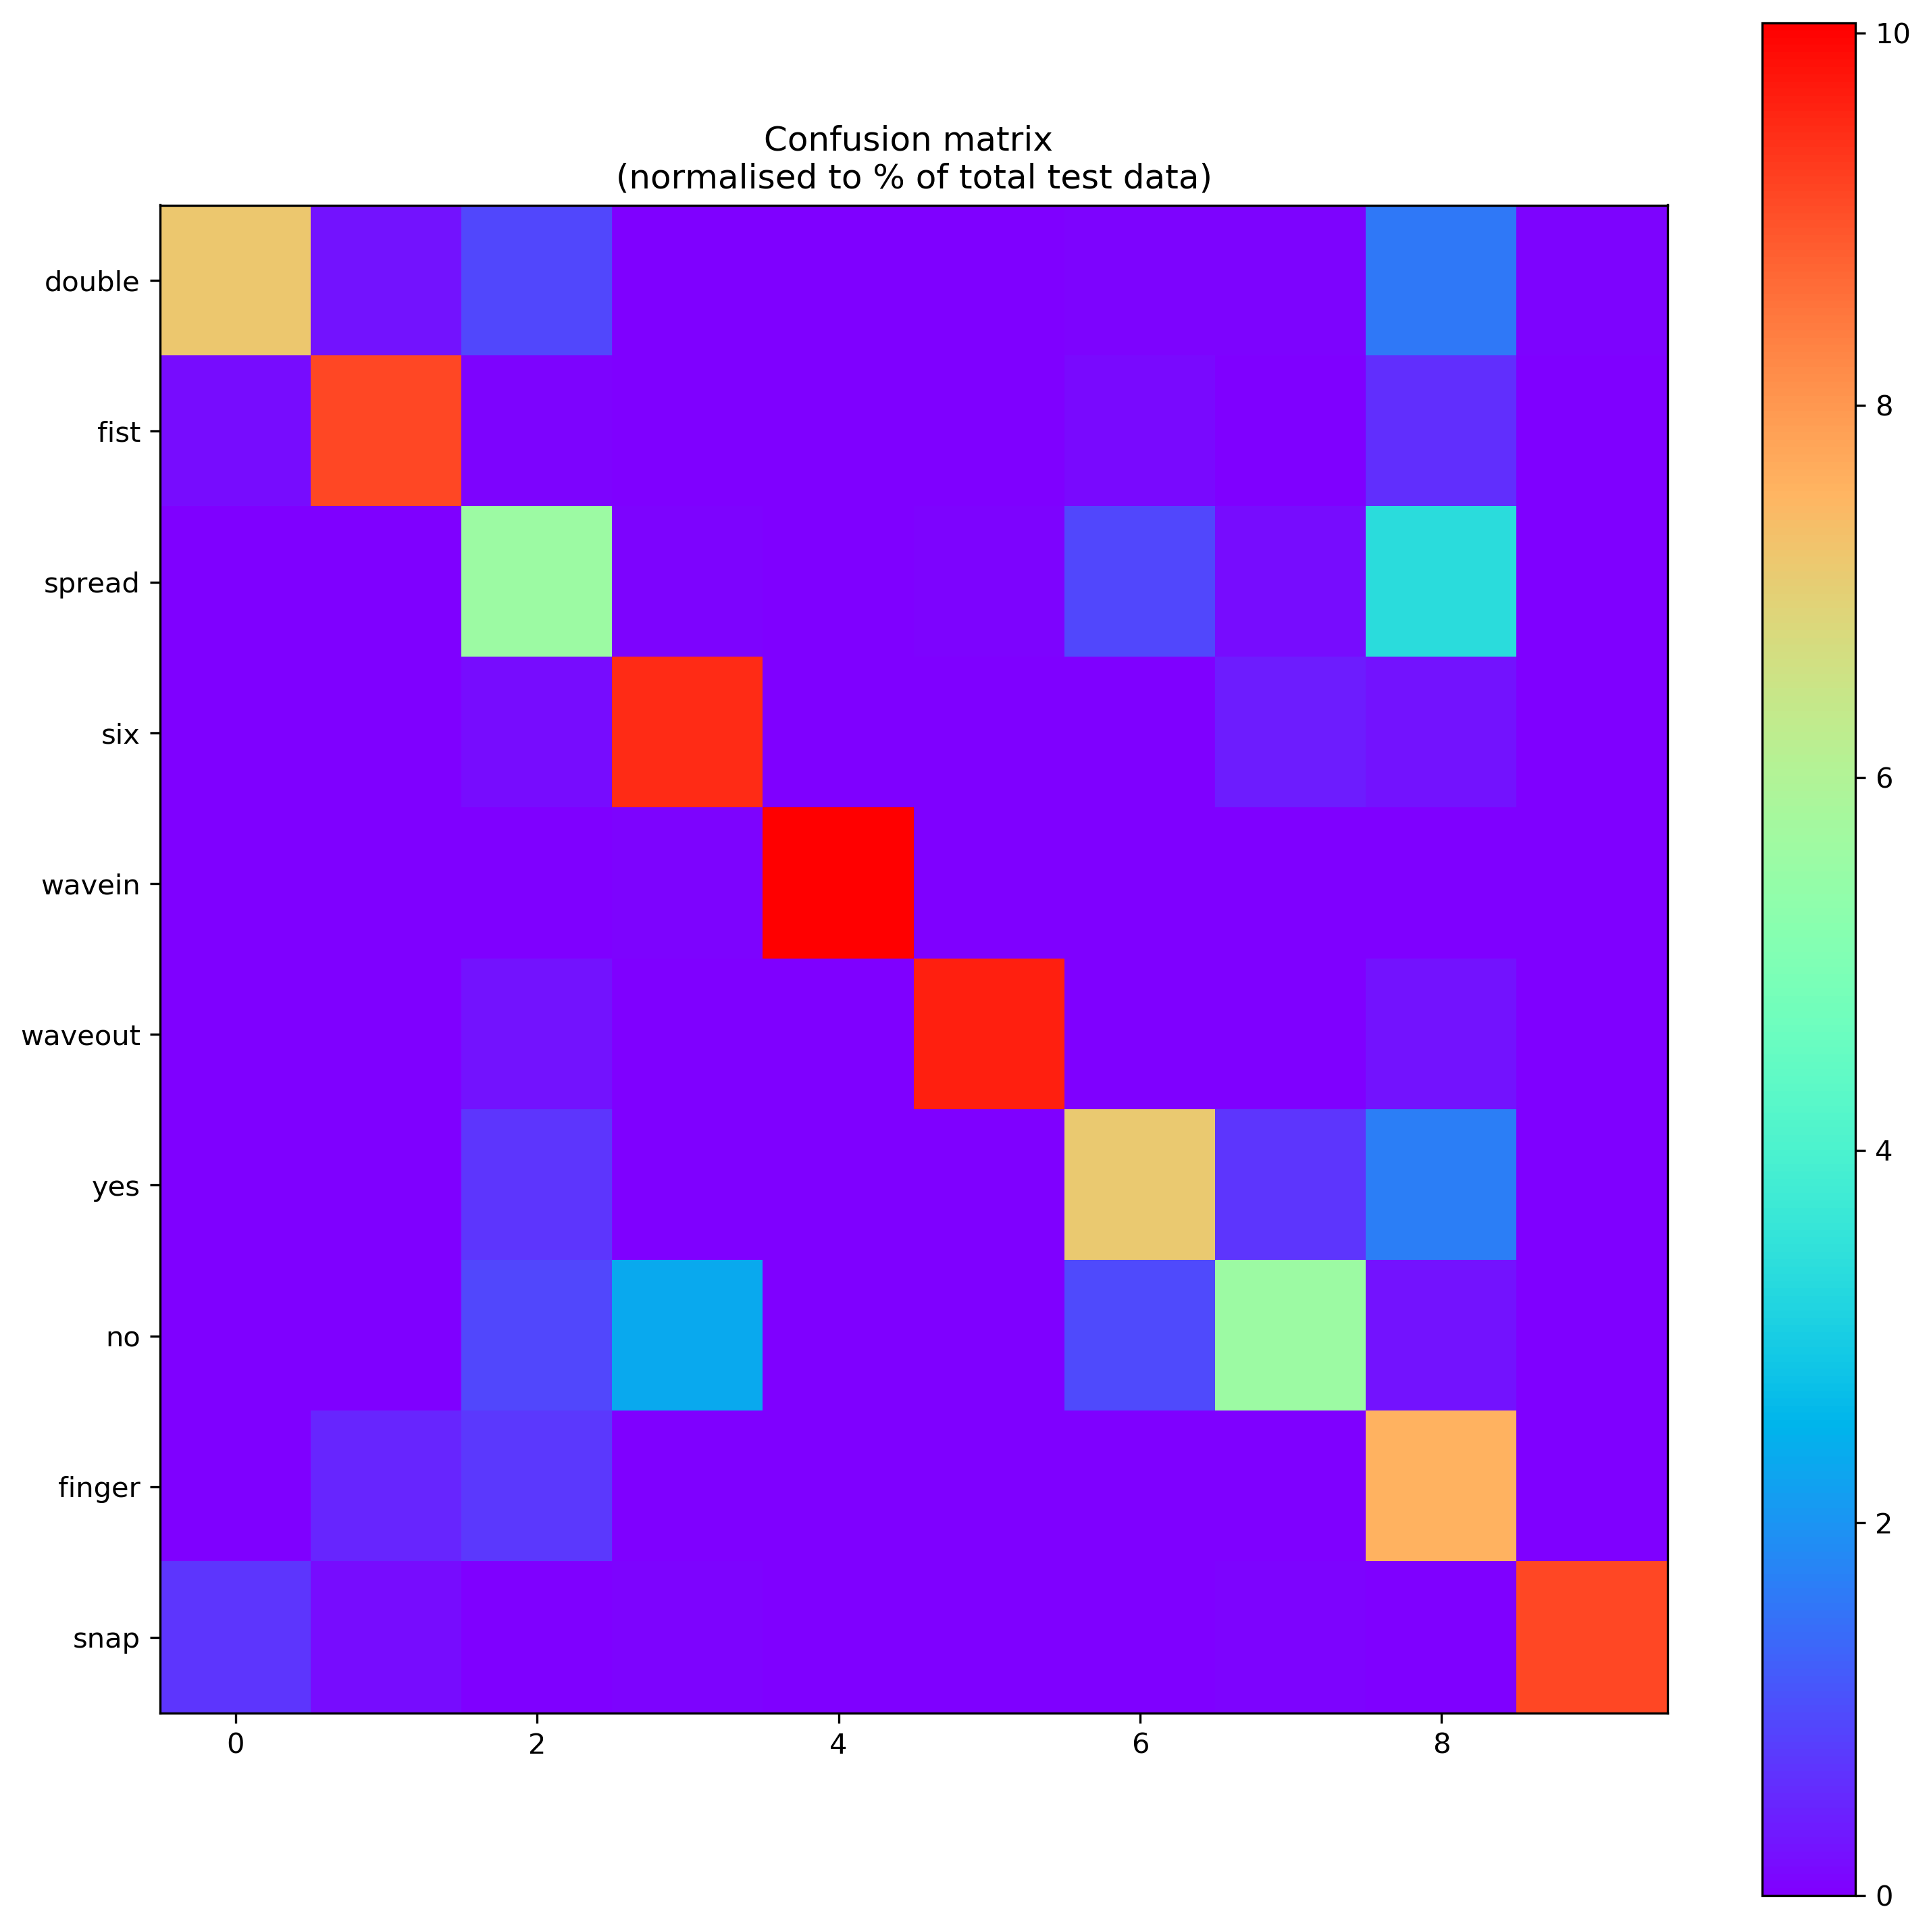 Confusion matrix
(normalised to % of total test data)
double
fist
spread
six
wavein
waveout
yes
no
finger
snap
0 2 4 6 8
10
8
6
4
2
0